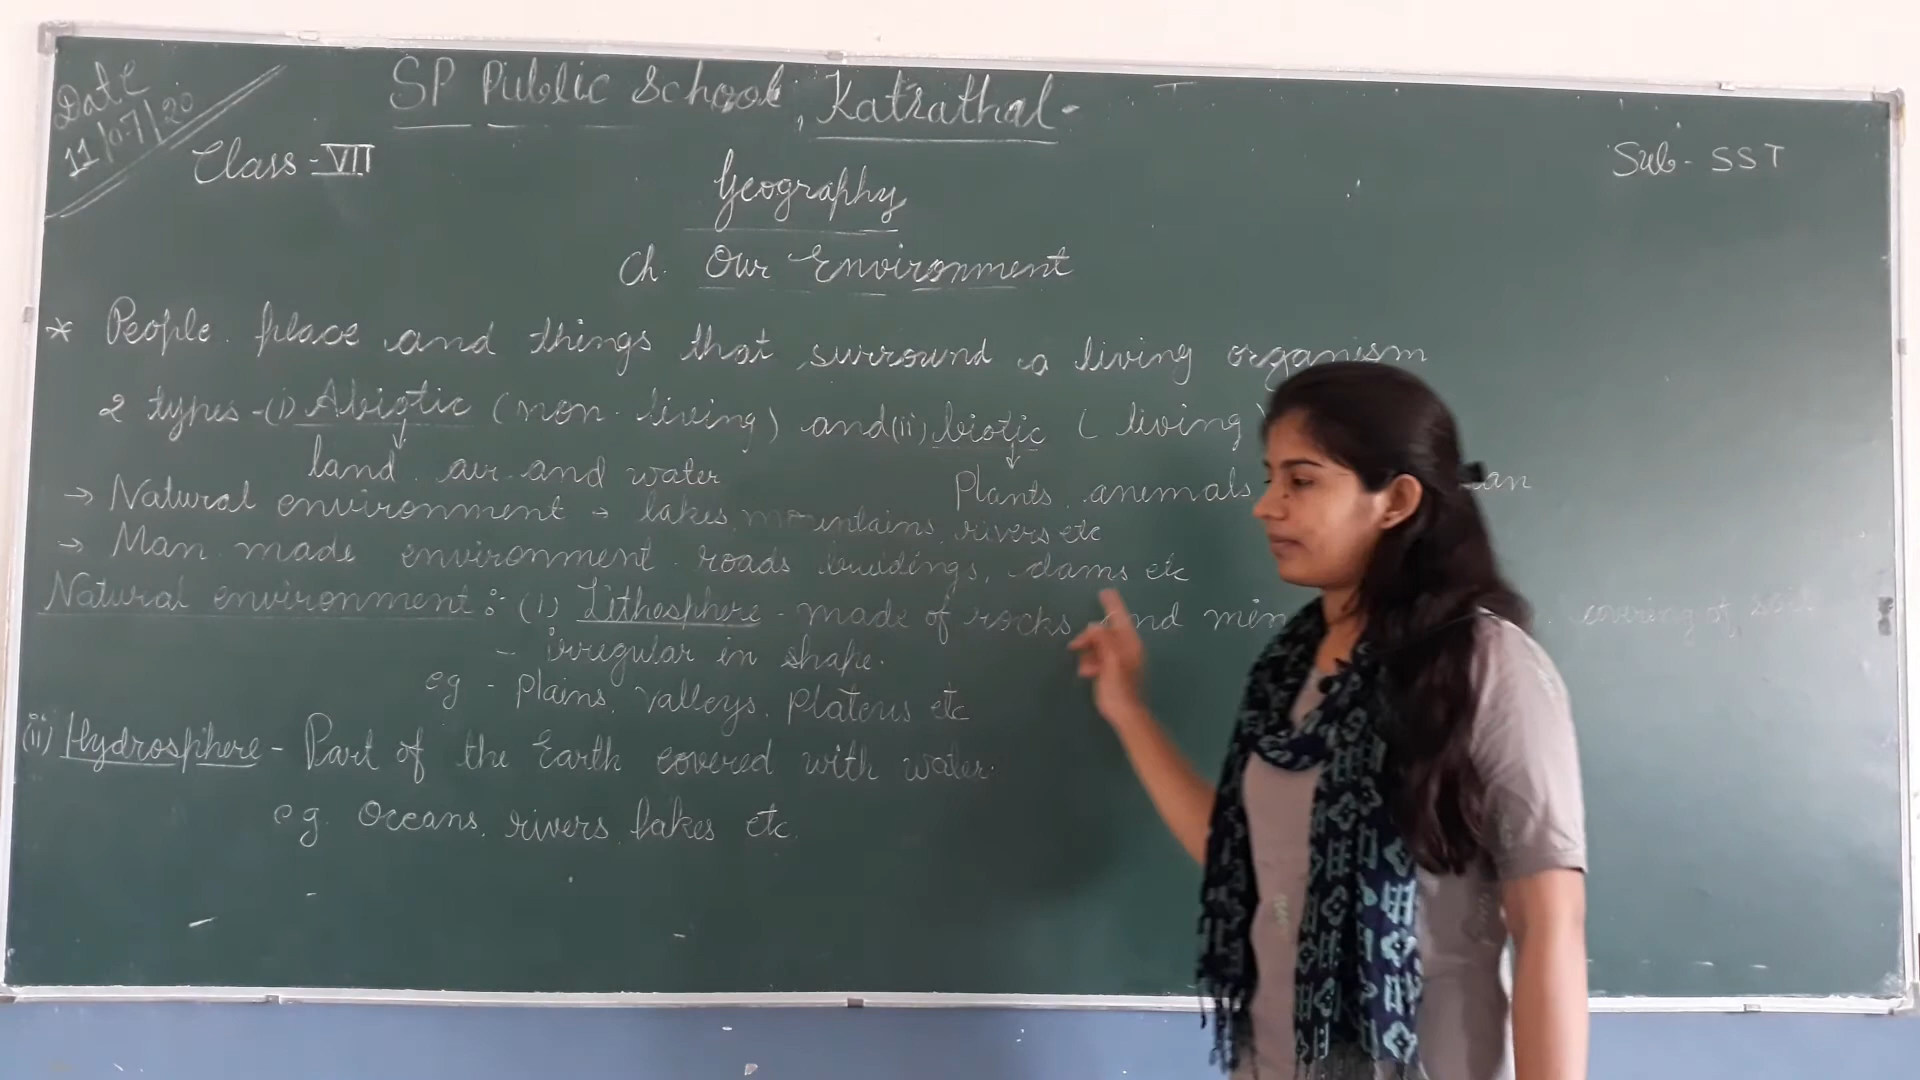 Date
11/07/20
SP Public School, Katrathal-
Class-VII
Sub- SST
Geography
Ch. Our Environment
* People. place and things that surround a living organism
2 types -(i) Abiotic (non-living) and (ii) biotic (living)
land. air and water
Plants. anemals
→ Natural environment → lakes, mountains, rivers etc
→ Man made environment. roads buildings, dams etc
Natural environment :- (i) Lithosphere - made of rocks and covering of soil
- irregular in shape.
eg - Plains, valleys. Plateus etc
(ii) Hydrosphere - Part of the Earth covered with water.
eg. Oceans, rivers, lakes etc.